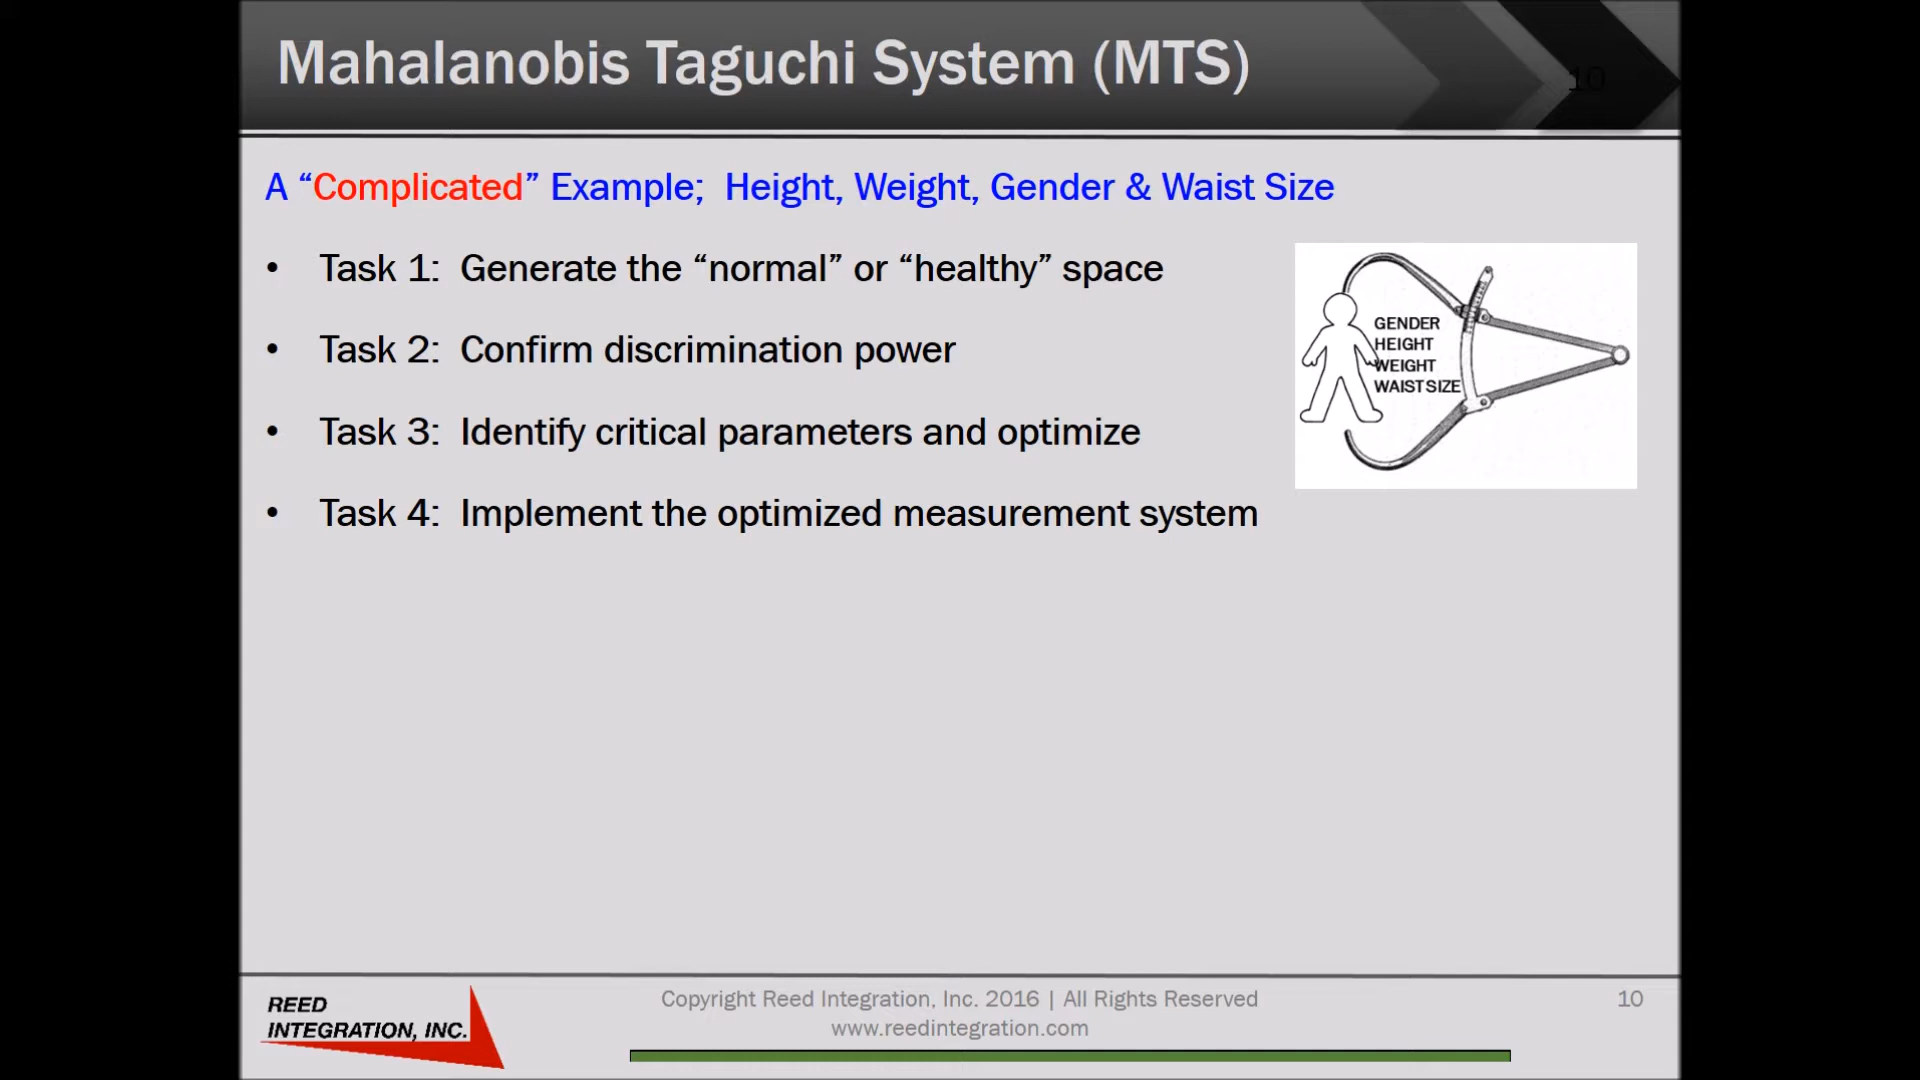 Mahalanobis Taguchi System (MTS)
10
A “Complicated” Example;  Height, Weight, Gender & Waist Size
• Task 1:  Generate the “normal” or “healthy” space
• Task 2:  Confirm discrimination power
• Task 3:  Identify critical parameters and optimize
• Task 4:  Implement the optimized measurement system
GENDER
HEIGHT
WEIGHT
WAIST SIZE
REED
INTEGRATION, INC.
Copyright Reed Integration, Inc. 2016 | All Rights Reserved
www.reedintegration.com
10